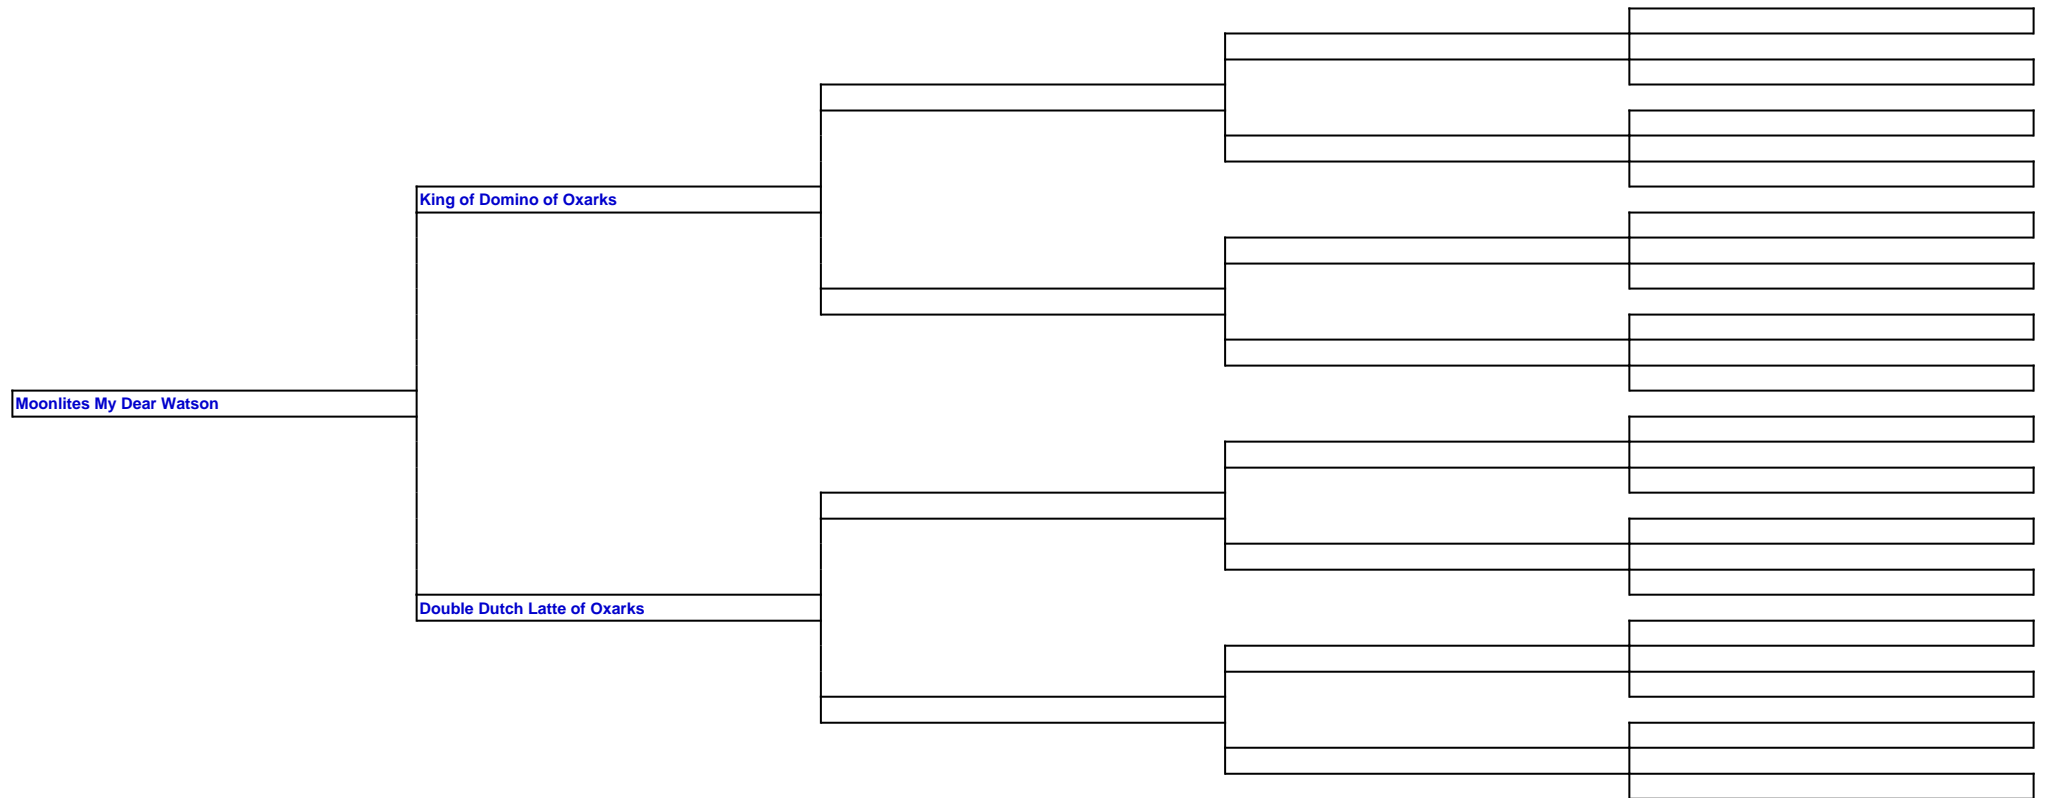 King of Domino of Oxarks
Moonlites My Dear Watson
Double Dutch Latte of Oxarks